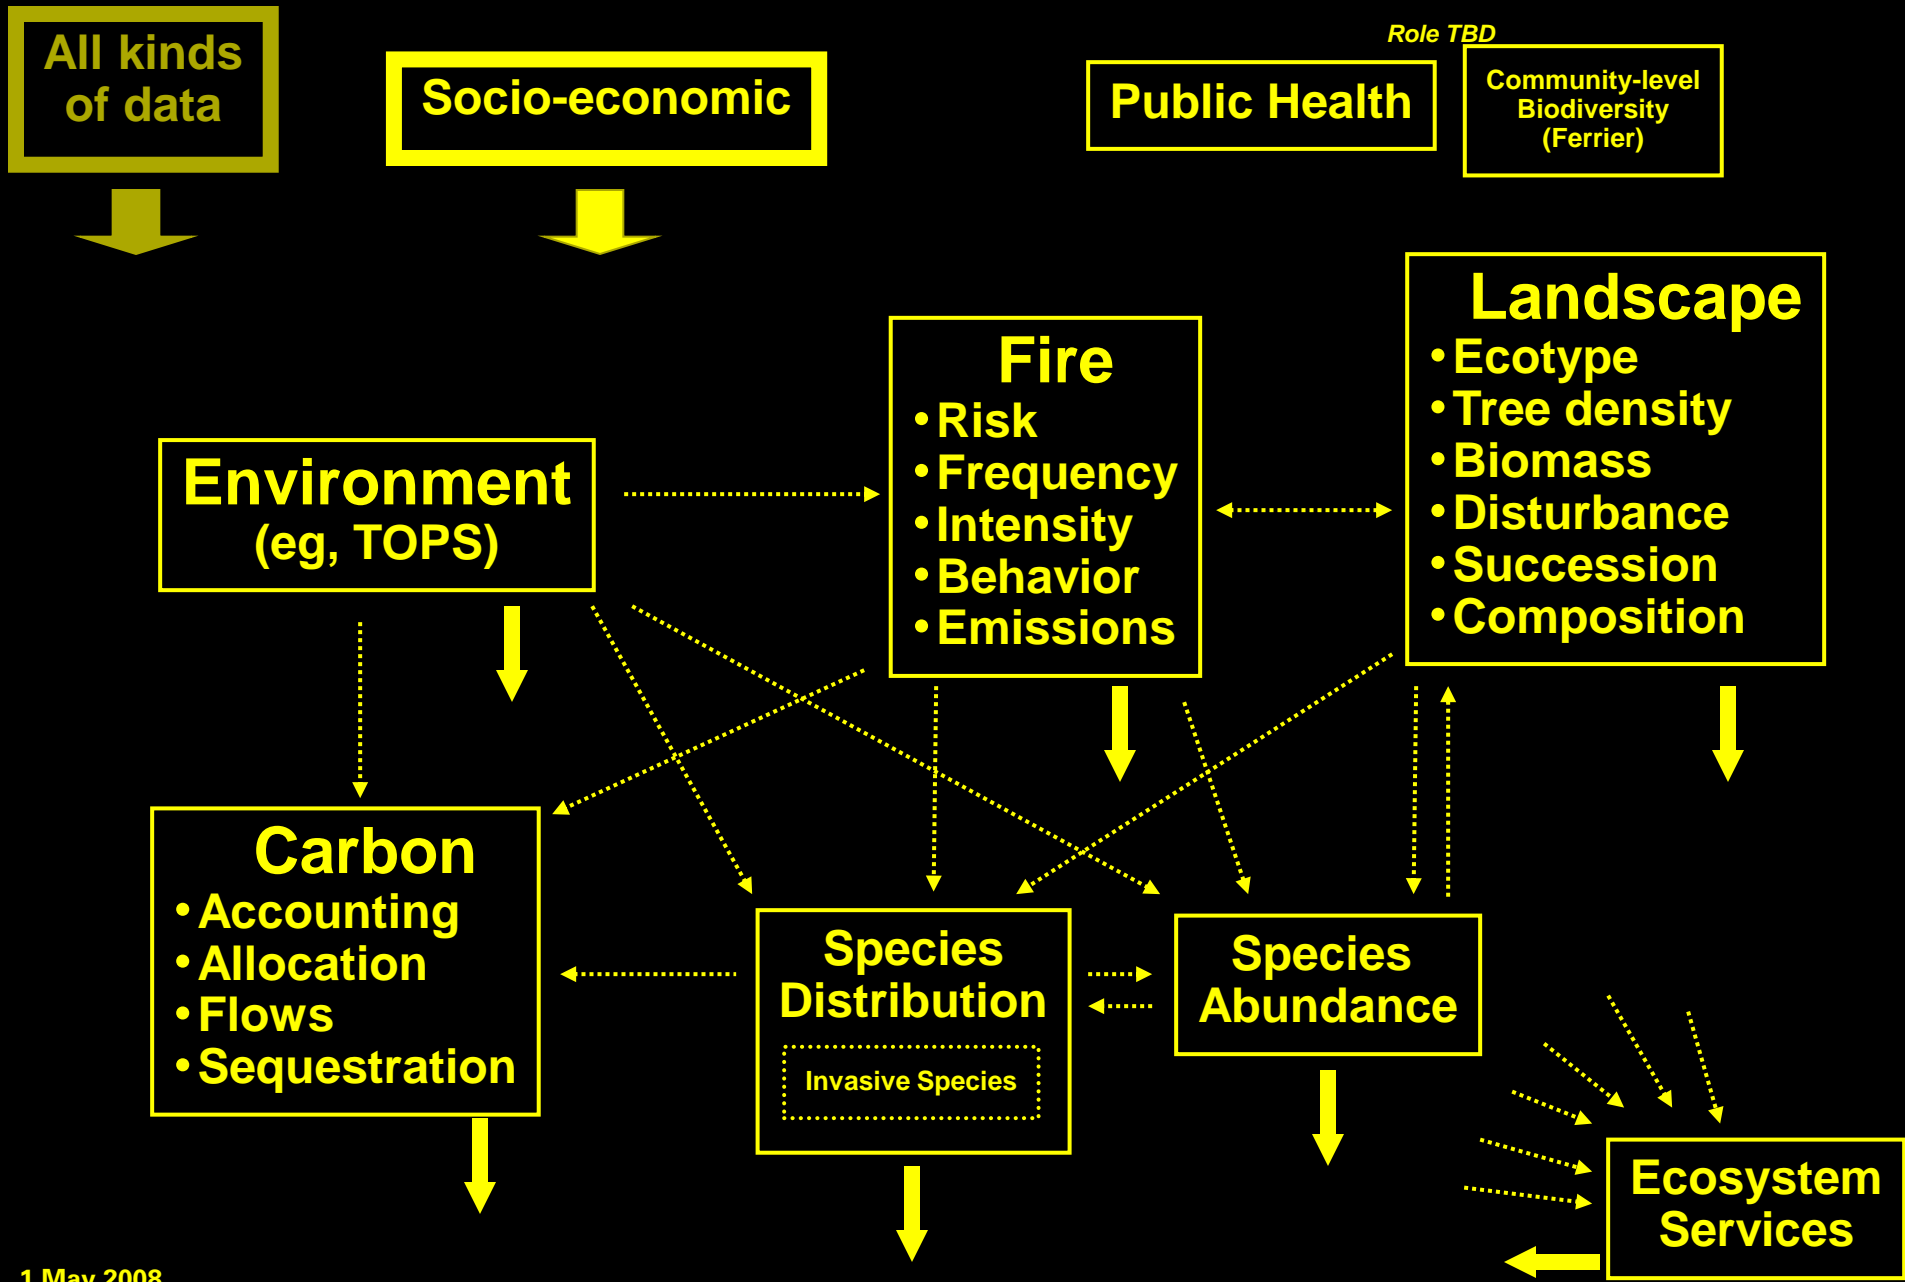 All kinds
of data
Socio-economic
Role TBD
Public Health
Community-level
Biodiversity
(Ferrier)
Landscape
•Ecotype
•Tree density
•Biomass
•Disturbance
•Succession
•Composition
Fire
•Risk
•Frequency
•Intensity
•Behavior
•Emissions
Environment
(eg, TOPS)
Carbon
•Accounting
•Allocation
•Flows
•Sequestration
Species
Distribution
Invasive Species
Species
Abundance
Ecosystem
Services
1 May 2008